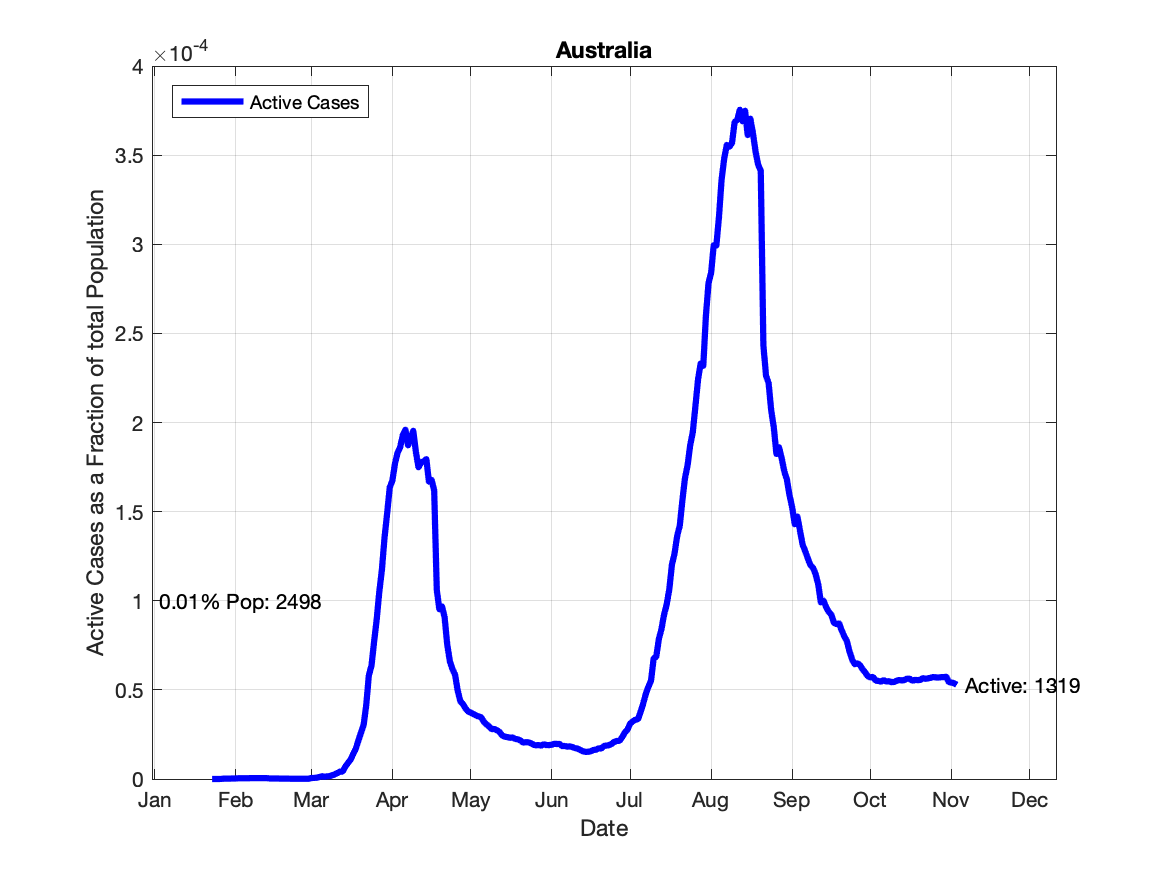 Australia
×10-4
4
3.5
3
2.5
2
1.5
1
0.5
0
Active Cases
0.01% Pop: 2498
Active: 1319
Active Cases as a Fraction of total Population
Jan Feb Mar Apr May Jun Jul Aug Sep Oct Nov Dec
Date